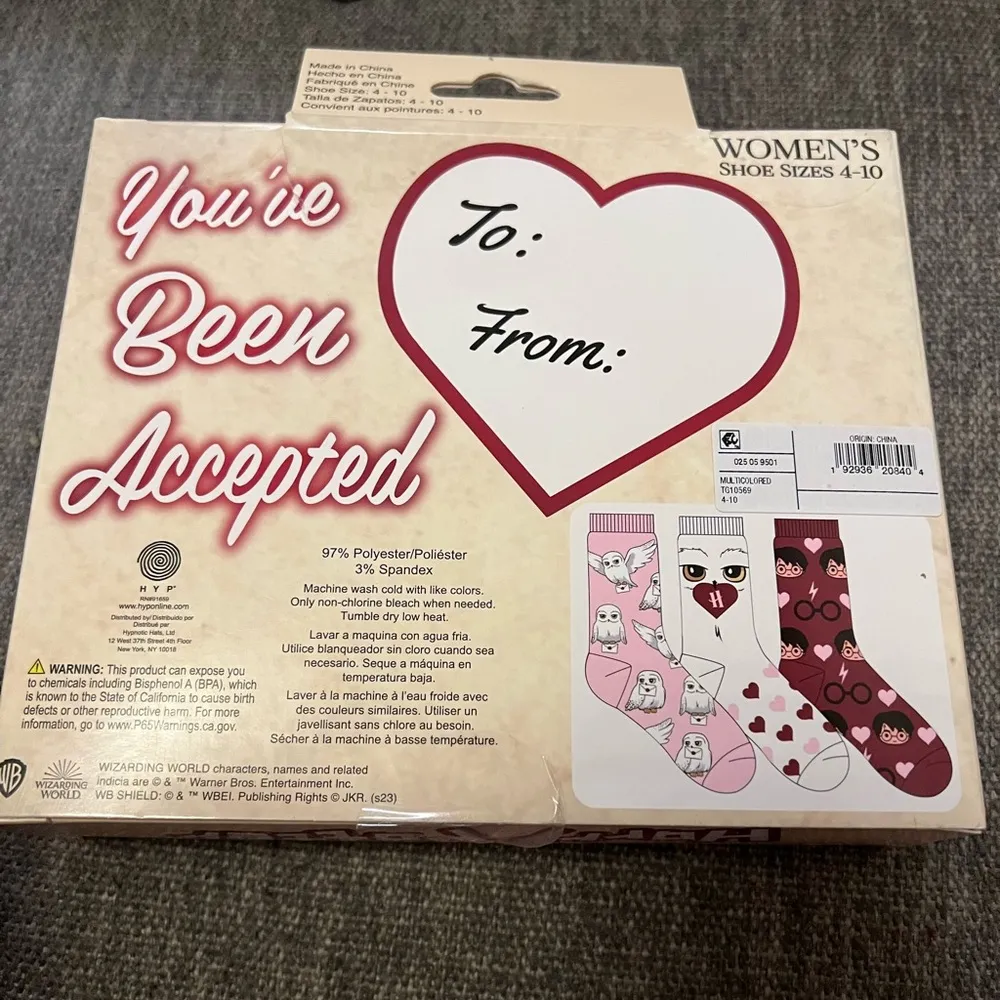 Made in China
Hecho en China
Fabriqué en Chine
Shoe Size: 4 - 10
Talla de Zapatos: 4 - 10
Convient aux pointures: 4 - 10
WOMEN'S
SHOE SIZES 4-10
You've
Been
Accepted
To:
From:
ORIGIN: CHINA
025 05 9501
1 92936 20840 4
MULTICOLORED
TG10569
4-10
H
HYP
RN#91659
www.hyponline.com
Distributed by/Distribuido por
Distribué par
Hypnotic Hats, Ltd
12 West 37th Street 4th Floor
New York, NY 10018
WARNING: This product can expose you
to chemicals including Bisphenol A (BPA), which
is known to the State of California to cause birth
defects or other reproductive harm. For more
information, go to www.P65Warnings.ca.gov.
97% Polyester/Poliéster
3% Spandex
Machine wash cold with like colors.
Only non-chlorine bleach when needed.
Tumble dry low heat.
Lavar a maquina con agua fria.
Utilice blanqueador sin cloro cuando sea
necesario. Seque a máquina en
temperatura baja.
Laver à la machine à l'eau froide avec
des couleurs similaires. Utiliser un
javellisant sans chlore au besoin.
Sécher à la machine à basse température.
WB
WIZARDING
WORLD
WIZARDING WORLD characters, names and related
indicia are © & ™ Warner Bros. Entertainment Inc.
WB SHIELD: © & ™ WBEI. Publishing Rights © JKR. (s23)